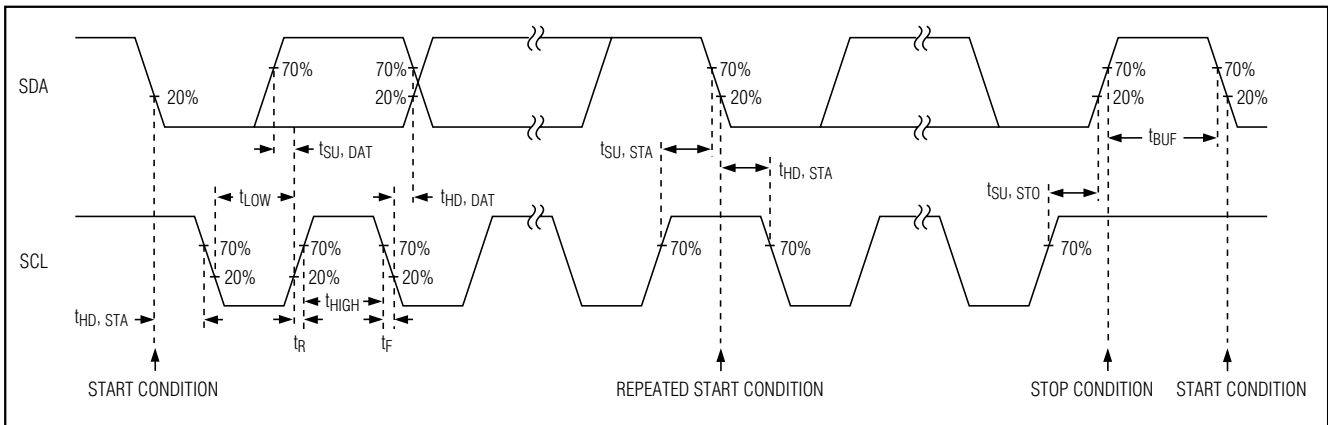 SDA
20%
70%
70%
20%
70%
20%
70%
20%
70%
20%
tSU, DAT
tHD, DAT
tLOW
tSU, STA
tHD, STA
tBUF
tSU, STO
SCL
70%
20%
70%
20%
70%
20%
70%
70%
70%
tHIGH
tHD, STA
tR
tF
START CONDITION
REPEATED START CONDITION
STOP CONDITION
START CONDITION